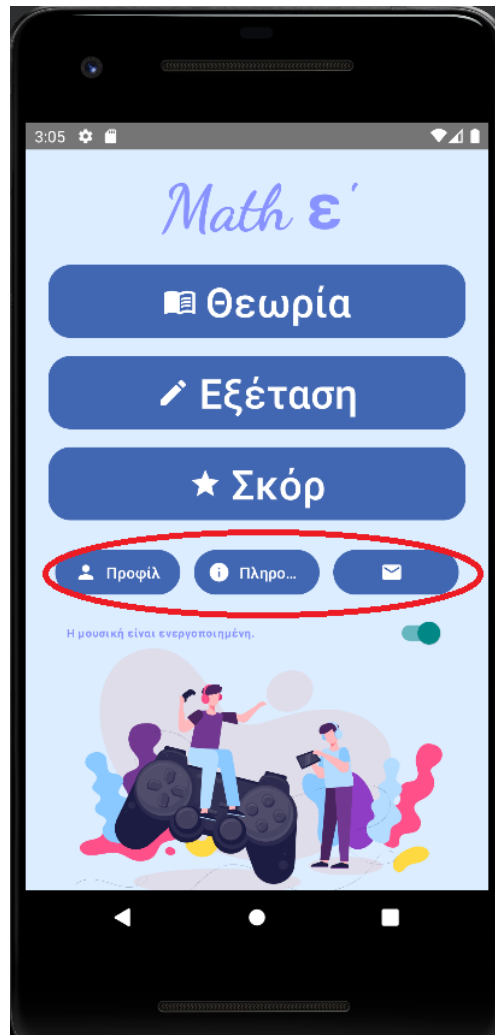 3:05
Math ε΄
Θεωρία
Εξέταση
Σκόρ
Προφίλ Πληρο...
Η μουσική είναι ενεργοποιημένη.